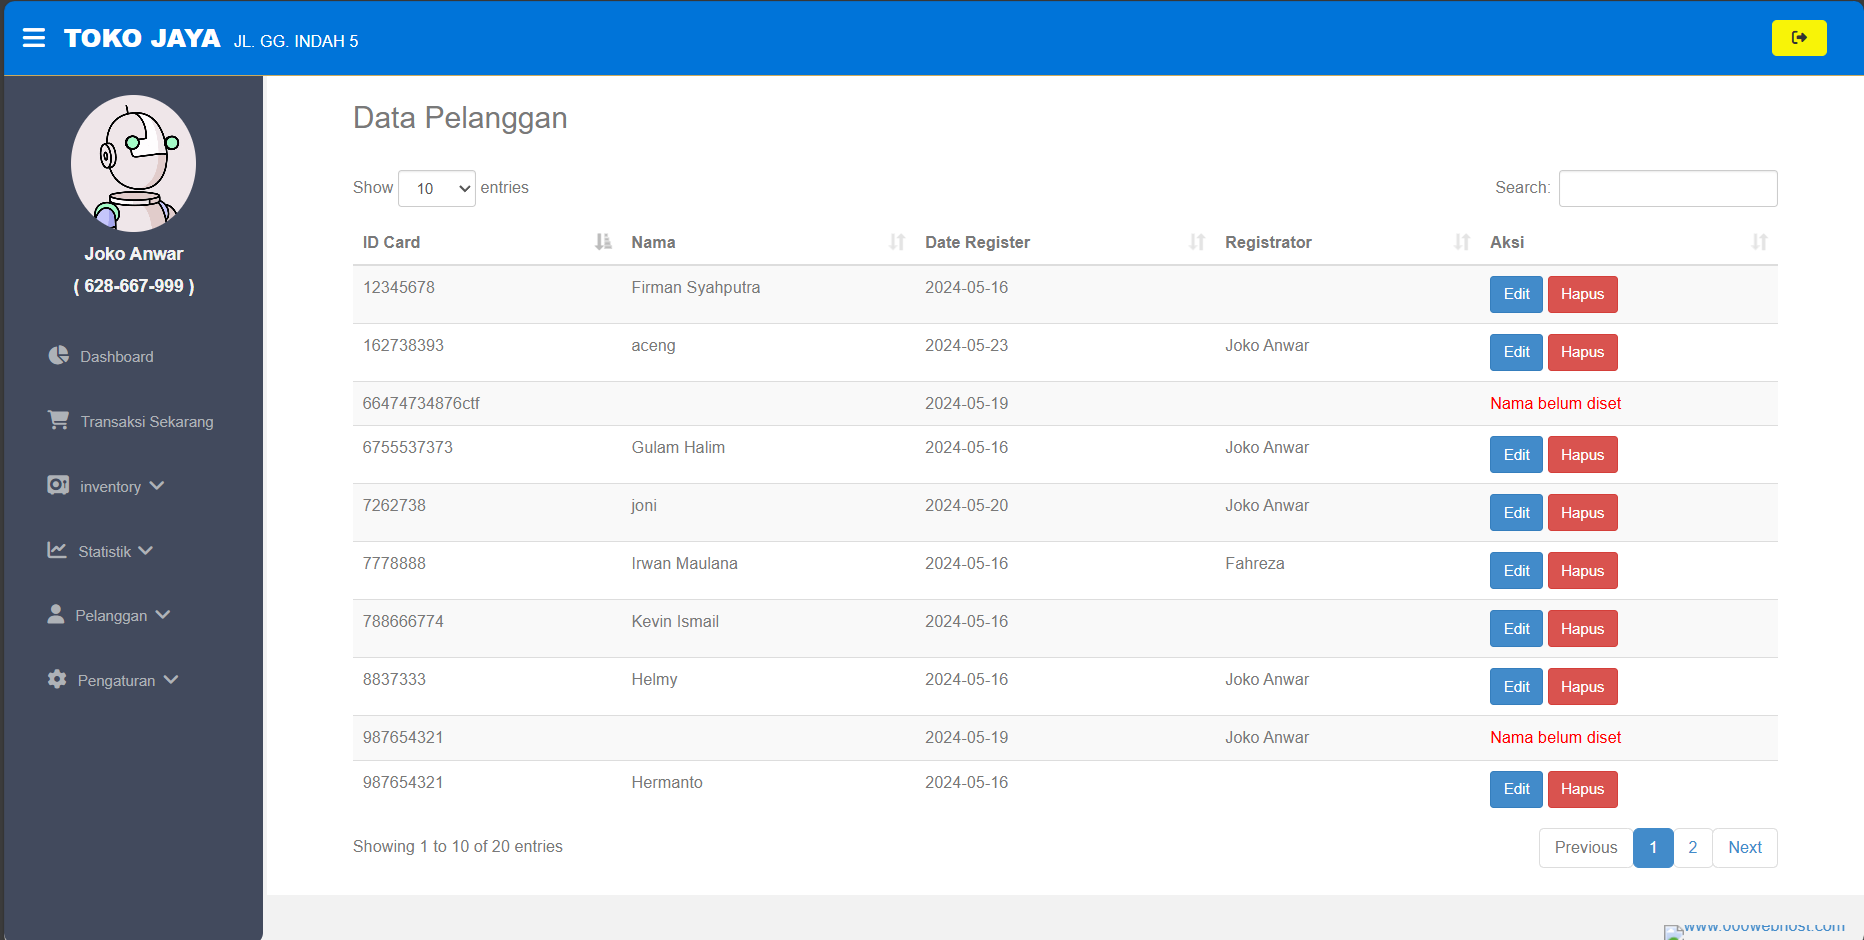 TOKO JAYA JL. GG. INDAH 5
Joko Anwar
( 628-667-999 )
Dashboard
Transaksi Sekarang
inventory
Statistik
Pelanggan
Pengaturan
Data Pelanggan
Show 10 entries Search:
ID Card Nama Date Register Registrator Aksi
12345678 Firman Syahputra 2024-05-16 Edit Hapus
162738393 aceng 2024-05-23 Joko Anwar Edit Hapus
66474734876ctf 2024-05-19 Nama belum diset
6755537373 Gulam Halim 2024-05-16 Joko Anwar Edit Hapus
7262738 joni 2024-05-20 Joko Anwar Edit Hapus
7778888 Irwan Maulana 2024-05-16 Fahreza Edit Hapus
788666774 Kevin Ismail 2024-05-16 Edit Hapus
8837333 Helmy 2024-05-16 Joko Anwar Edit Hapus
987654321 2024-05-19 Joko Anwar Nama belum diset
987654321 Hermanto 2024-05-16 Edit Hapus
Showing 1 to 10 of 20 entries Previous 1 2 Next
www.000webhost.com